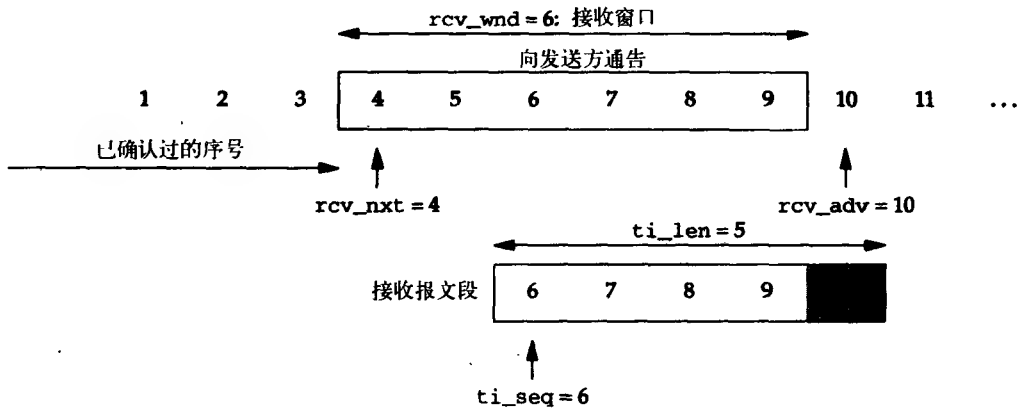 rcv_wnd = 6: 接收窗口
向发送方通告
1 2 3 4 5 6 7 8 9 10 11 ...
已确认过的序号
rcv_nxt = 4 rcv_adv = 10
ti_len = 5
接收报文段 6 7 8 9
ti_seq = 6